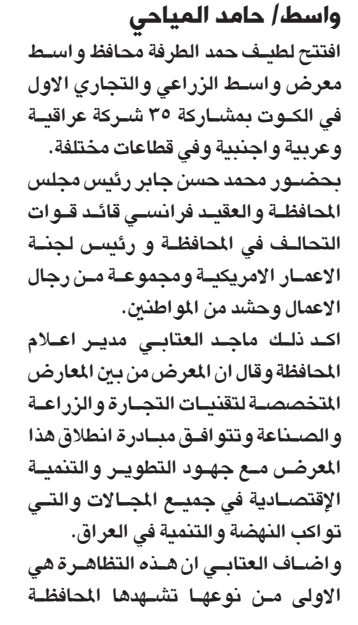 واسط/ حامد المياحي
افتتح لطيف حمد الطرفة محافظ واسط
معرض واسط الزراعي والتجاري الاول
في الكوت بمشاركة ٣٥ شركة عراقية
وعربية واجنبية وفي قطاعات مختلفة.
بحضور محمد حسن جابر رئيس مجلس
المحافظة والعقيد فرانسي قائد قوات
التحالف في المحافظة و رئيس لجنة
الاعمار الامريكية ومجموعة من رجال
الاعمال وحشد من المواطنين.
اكد ذلك ماجد العتابي مدير اعلام
المحافظة وقال ان المعرض من بين المعارض
المتخصصة لتقنيات التجارة والزراعة
والصناعة وتتوافق مبادرة انطلاق هذا
المعرض مع جهود التطوير والتنمية
الإقتصادية في جميع المجالات والتي
تواكب النهضة والتنمية في العراق.
واضاف العتابي ان هذه التظاهرة هي
الاولى من نوعها تشهدها المحافظة